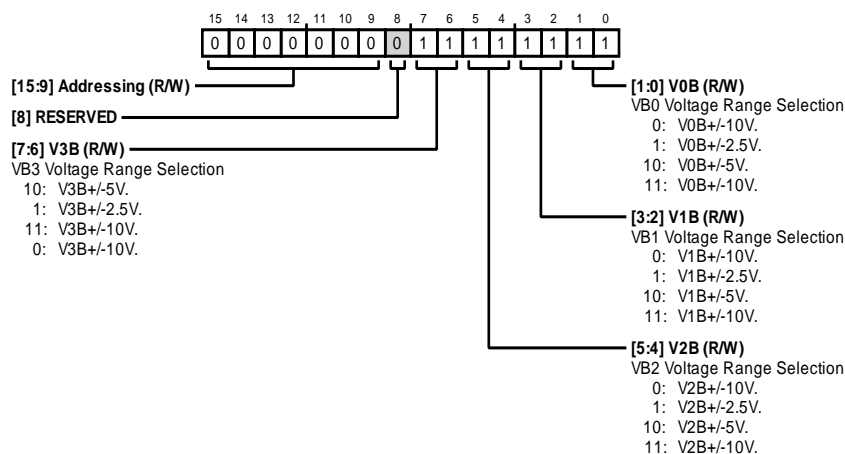 15 14 13 12 11 10 9 8 7 6 5 4 3 2 1 0
0 0 0 0 0 0 0 0 1 1 1 1 1 1 1 1
[15:9] Addressing (R/W)
[8] RESERVED
[7:6] V3B (R/W)
VB3 Voltage Range Selection
10: V3B+/-5V.
1: V3B+/-2.5V.
11: V3B+/-10V.
0: V3B+/-10V.
[1:0] V0B (R/W)
VB0 Voltage Range Selection
0: V0B+/-10V.
1: V0B+/-2.5V.
10: V0B+/-5V.
11: V0B+/-10V.
[3:2] V1B (R/W)
VB1 Voltage Range Selection
0: V1B+/-10V.
1: V1B+/-2.5V.
10: V1B+/-5V.
11: V1B+/-10V.
[5:4] V2B (R/W)
VB2 Voltage Range Selection
0: V2B+/-10V.
1: V2B+/-2.5V.
10: V2B+/-5V.
11: V2B+/-10V.